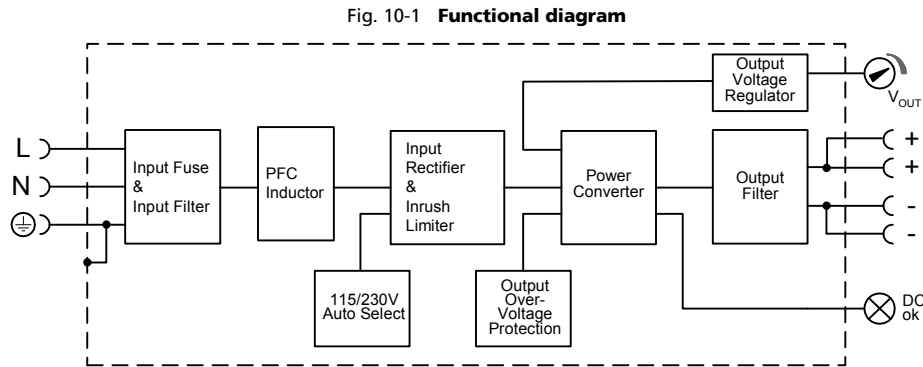 Fig. 10-1 Functional diagram
Output
Voltage
Regulator
V_OUT
L
N
Input Fuse
&
Input Filter
PFC
Inductor
Input
Rectifier
&
Inrush
Limiter
Power
Converter
Output
Filter
+
+
-
-
115/230V
Auto Select
Output
Over-
Voltage
Protection
DC
ok